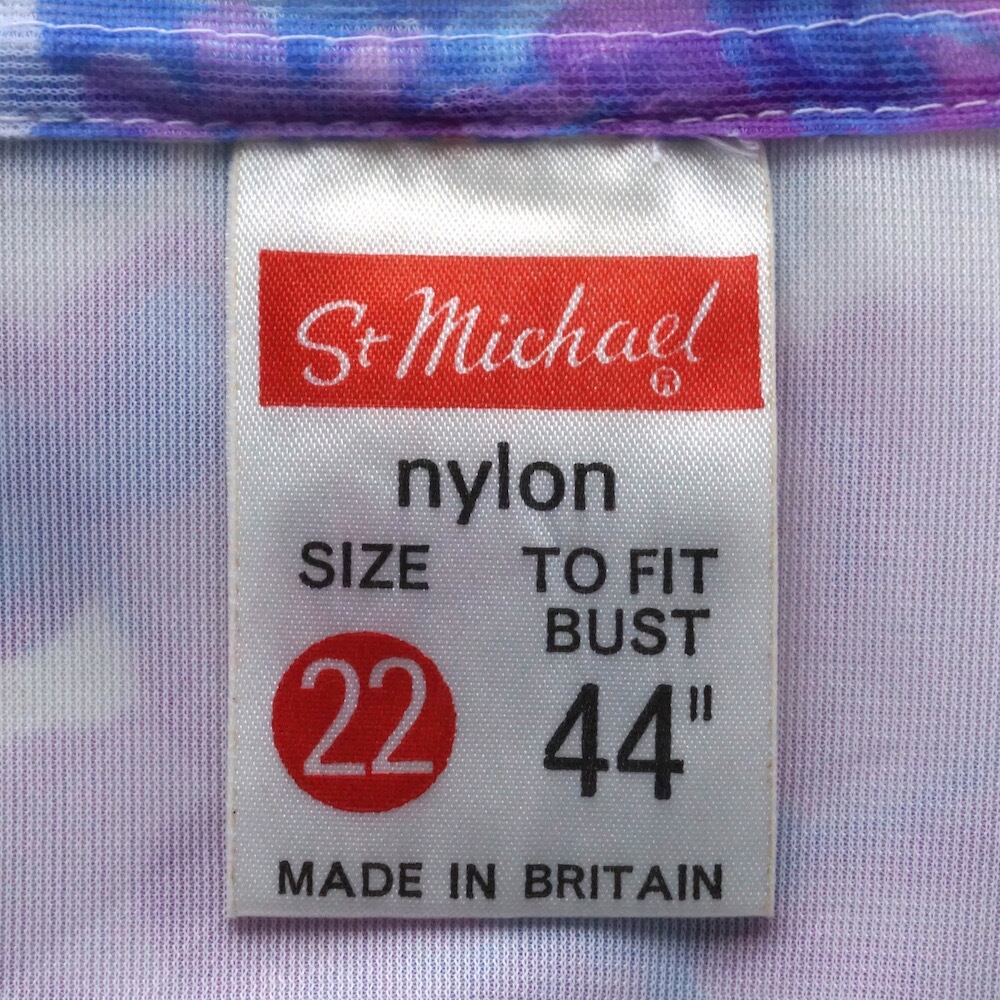 St Michael
®
nylon
SIZE
TO FIT
BUST
22
44"
MADE IN BRITAIN